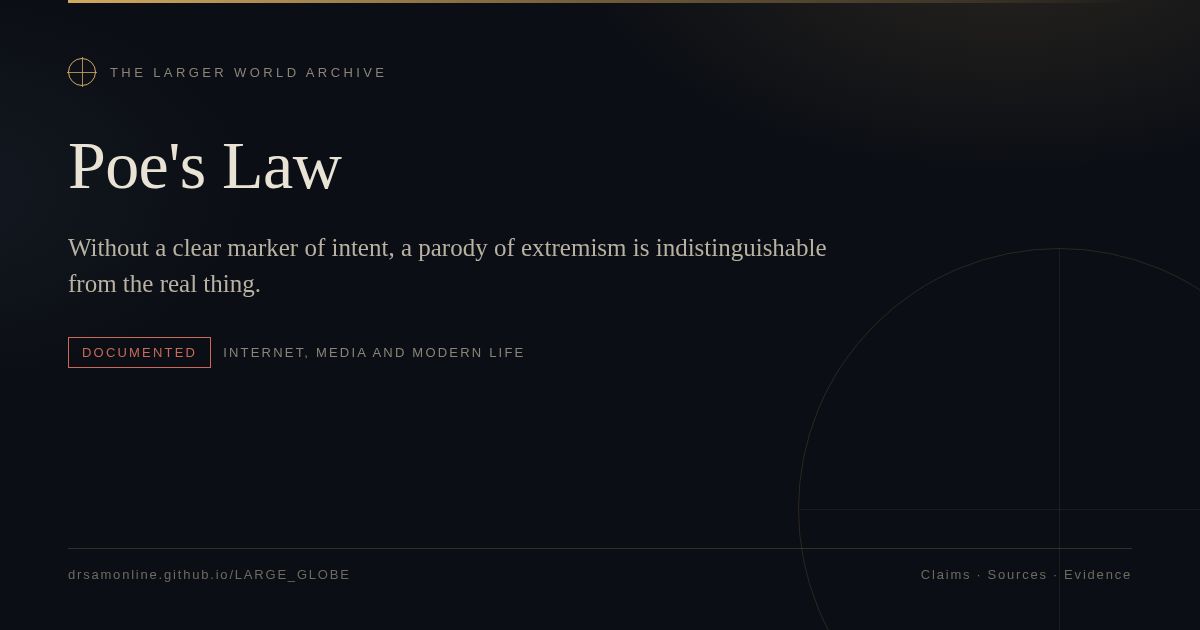 THE LARGER WORLD ARCHIVE
Poe's Law
Without a clear marker of intent, a parody of extremism is indistinguishable
from the real thing.
DOCUMENTED INTERNET, MEDIA AND MODERN LIFE
drsamonline.github.io/LARGE_GLOBE
Claims · Sources · Evidence